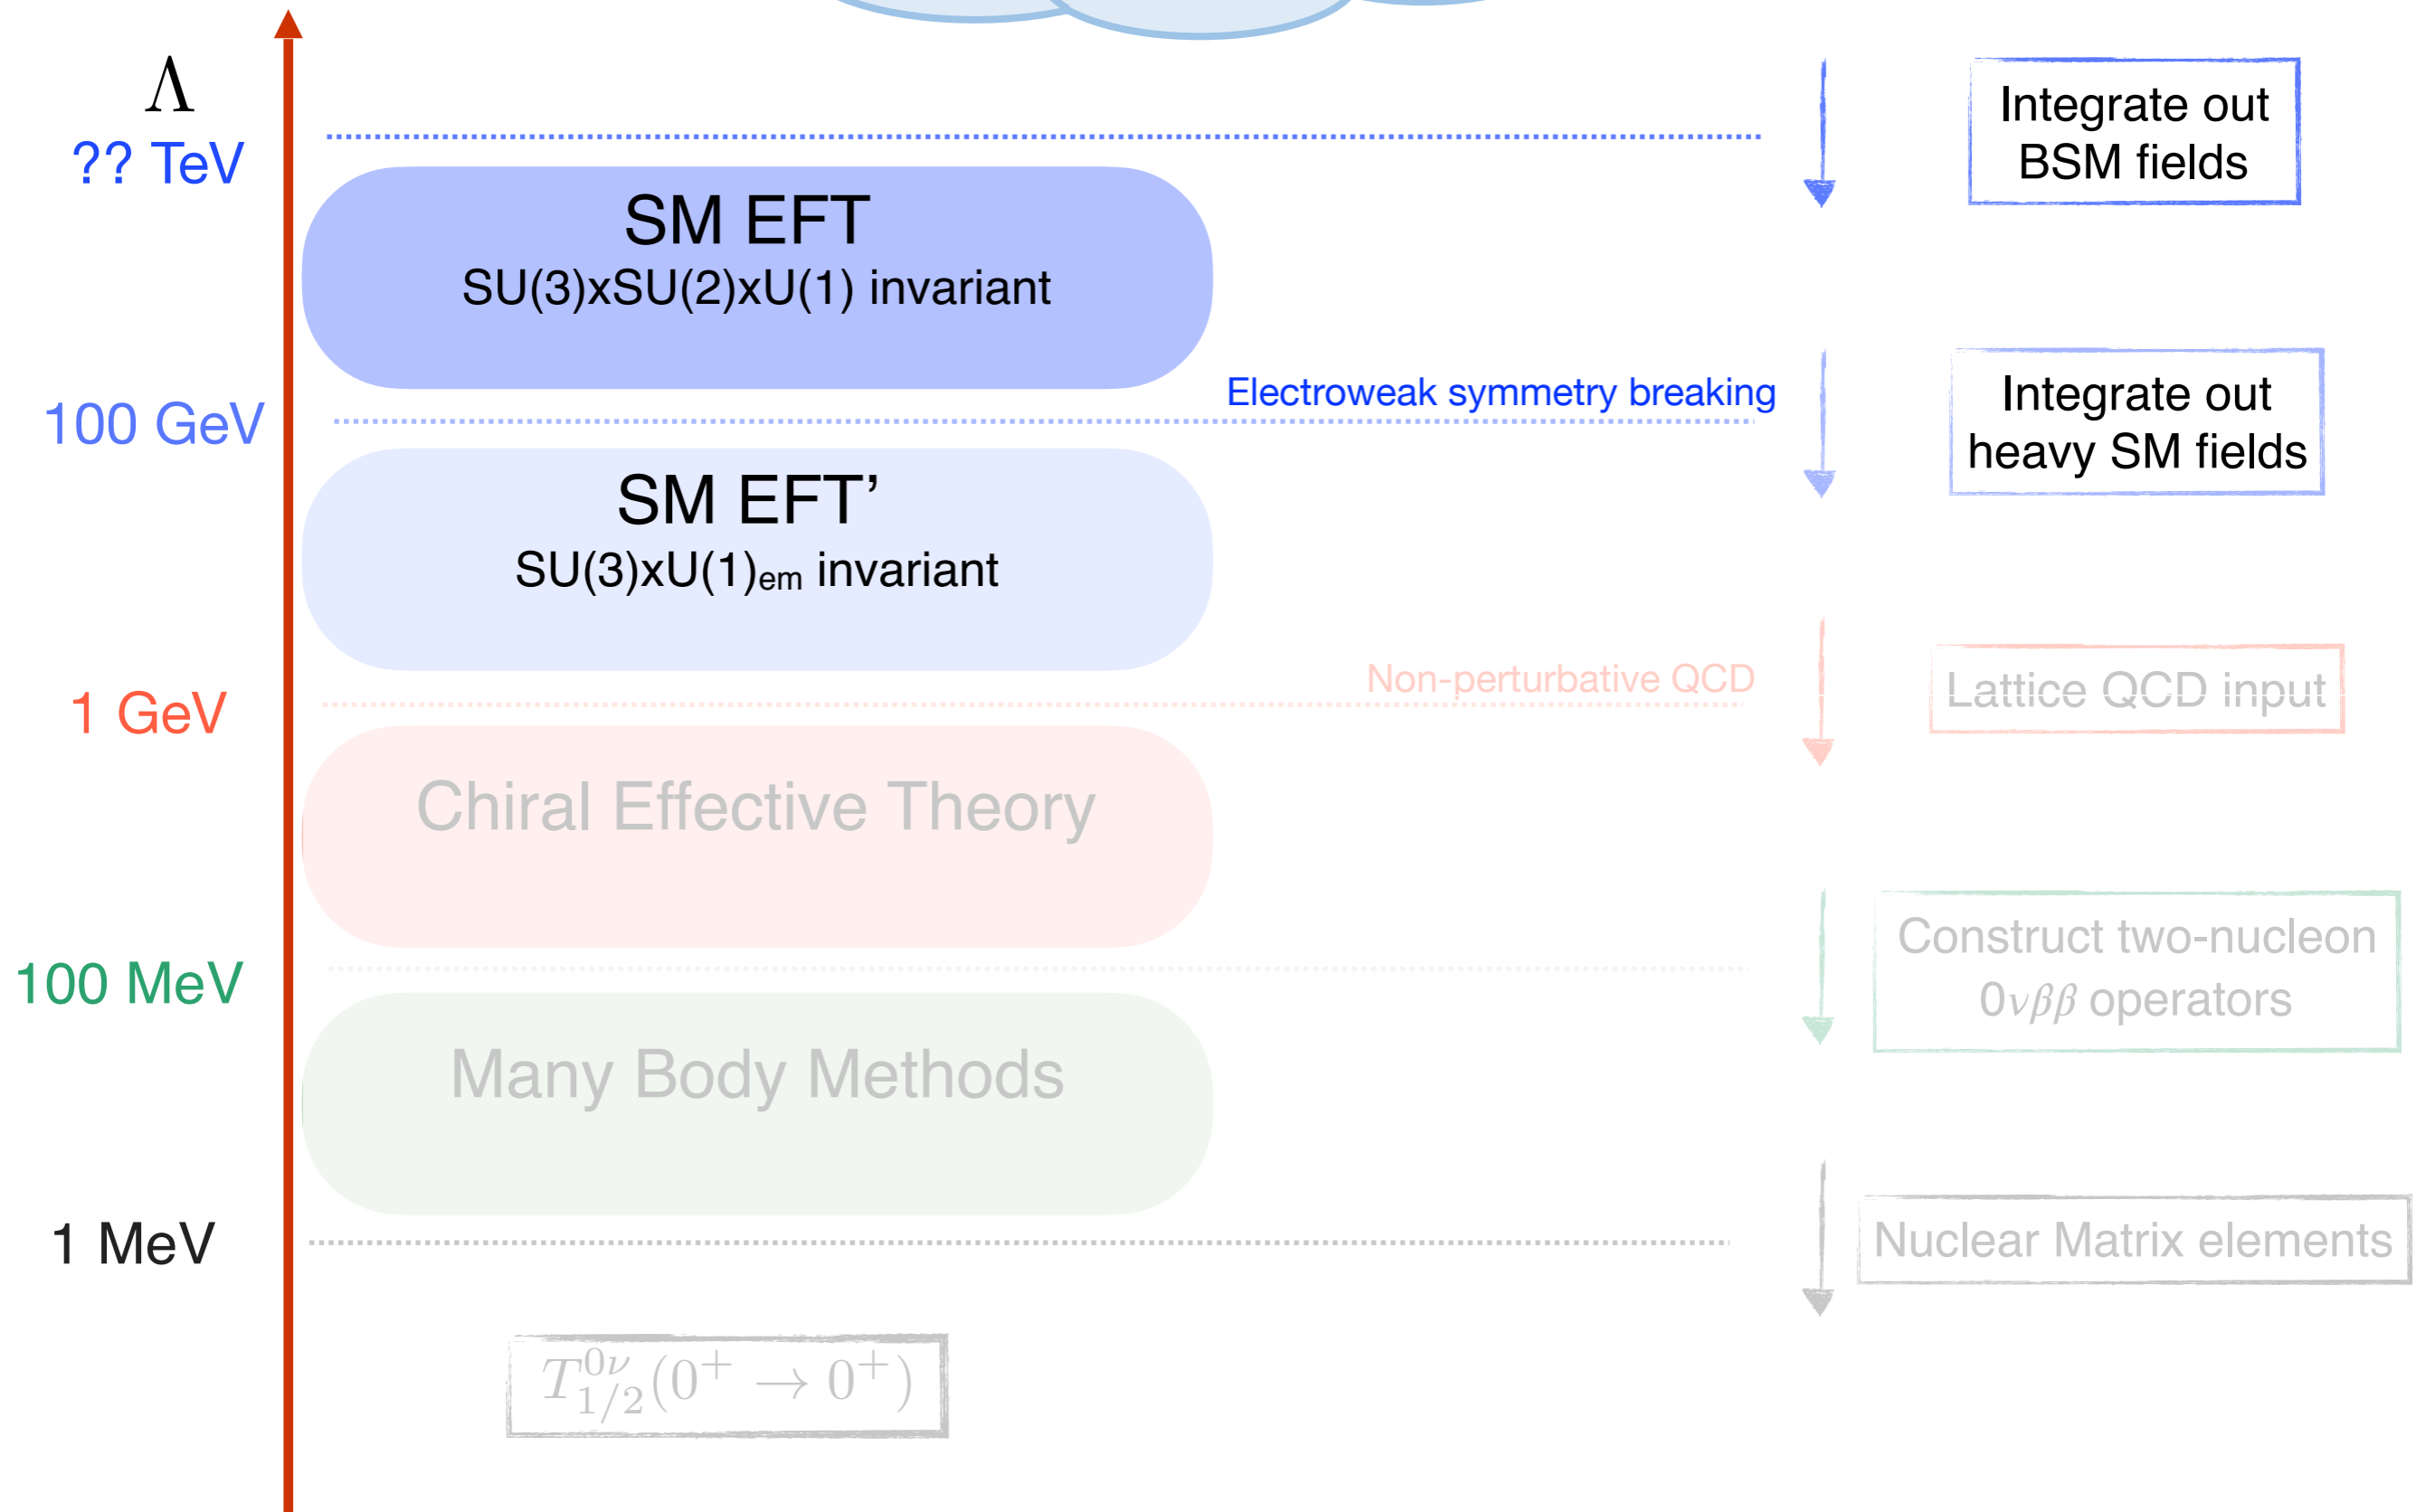 Λ
?? TeV
Integrate out
BSM fields
SM EFT
SU(3)xSU(2)xU(1) invariant
100 GeV
Electroweak symmetry breaking
Integrate out
heavy SM fields
SM EFT’
SU(3)xU(1)em invariant
1 GeV
Non-perturbative QCD
Lattice QCD input
Chiral Effective Theory
100 MeV
Construct two-nucleon
0νββ operators
Many Body Methods
1 MeV
Nuclear Matrix elements
T^{0ν}_{1/2}(0⁺ → 0⁺)